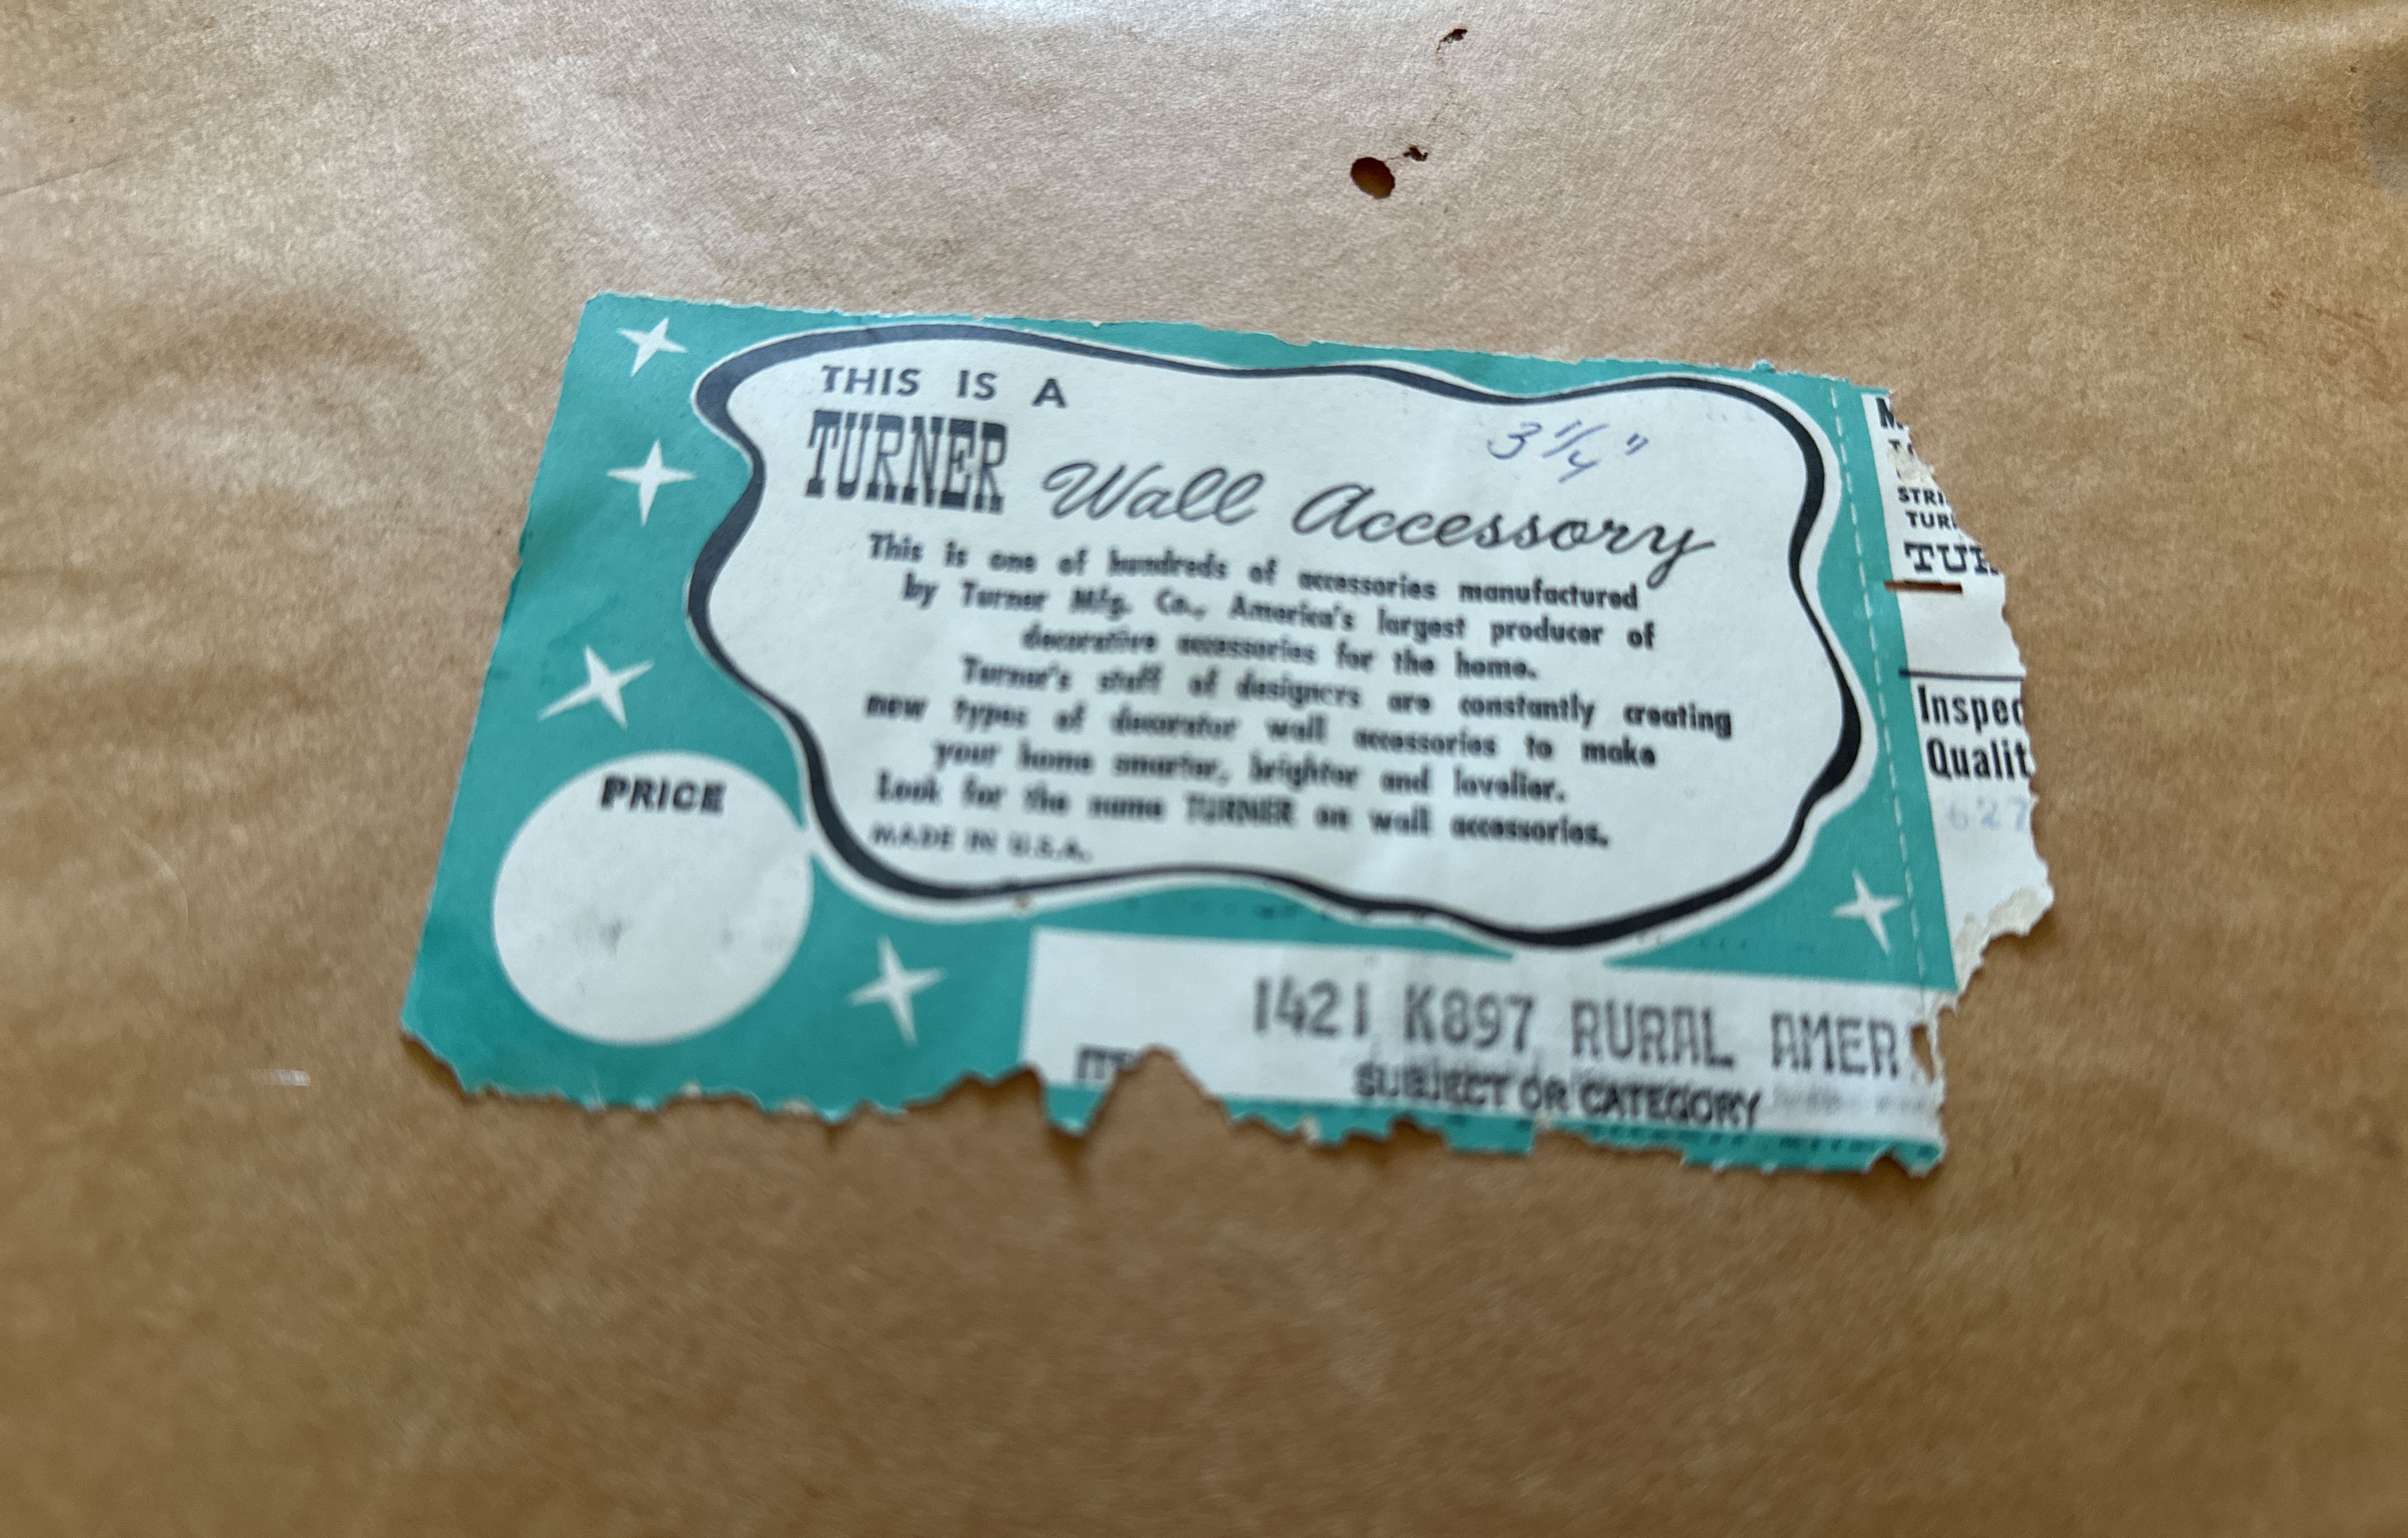 THIS IS A
TURNER Wall Accessory
3 1/4"
This is one of hundreds of accessories manufactured
by Turner Mfg. Co., America's largest producer of
decorative accessories for the home.
Turner's staff of designers are constantly creating
new types of decorator wall accessories to make
your home smarter, brighter and lovelier.
Look for the name TURNER on wall accessories.
MADE IN U.S.A.
PRICE
1421 K897 RURAL AMER
SUBJECT OR CATEGORY
STRI
TUR
TUR
Inspec
Qualit
627